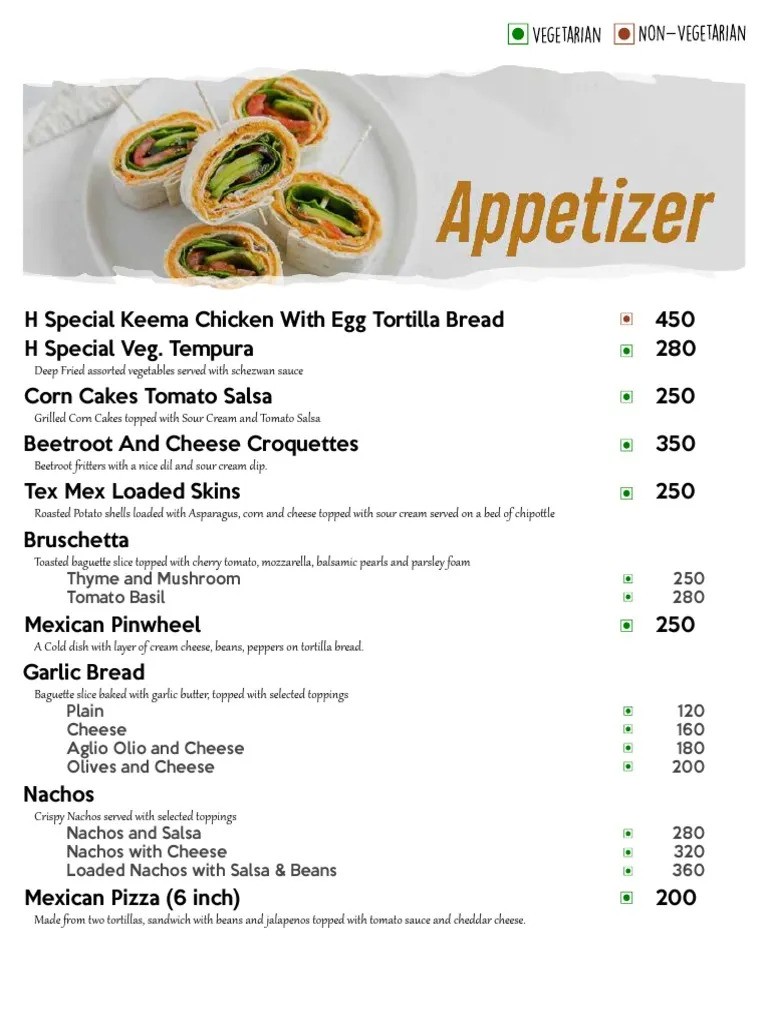 VEGETARIAN NON-VEGETARIAN
Appetizer
H Special Keema Chicken With Egg Tortilla Bread 450
H Special Veg. Tempura 280
Deep Fried assorted vegetables served with schezwan sauce
Corn Cakes Tomato Salsa 250
Grilled Corn Cakes topped with Sour Cream and Tomato Salsa
Beetroot And Cheese Croquettes 350
Beetroot fritters with a nice dil and sour cream dip.
Tex Mex Loaded Skins 250
Roasted Potato shells loaded with Asparagus, corn and cheese topped with sour cream served on a bed of chipottle
Bruschetta
Toasted baguette slice topped with cherry tomato, mozzarella, balsamic pearls and parsley foam
Thyme and Mushroom 250
Tomato Basil 280
Mexican Pinwheel 250
A Cold dish with layer of cream cheese, beans, peppers on tortilla bread.
Garlic Bread
Baguette slice baked with garlic butter, topped with selected toppings
Plain 120
Cheese 160
Aglio Olio and Cheese 180
Olives and Cheese 200
Nachos
Crispy Nachos served with selected toppings
Nachos and Salsa 280
Nachos with Cheese 320
Loaded Nachos with Salsa & Beans 360
Mexican Pizza (6 inch) 200
Made from two tortillas, sandwich with beans and jalapenos topped with tomato sauce and cheddar cheese.